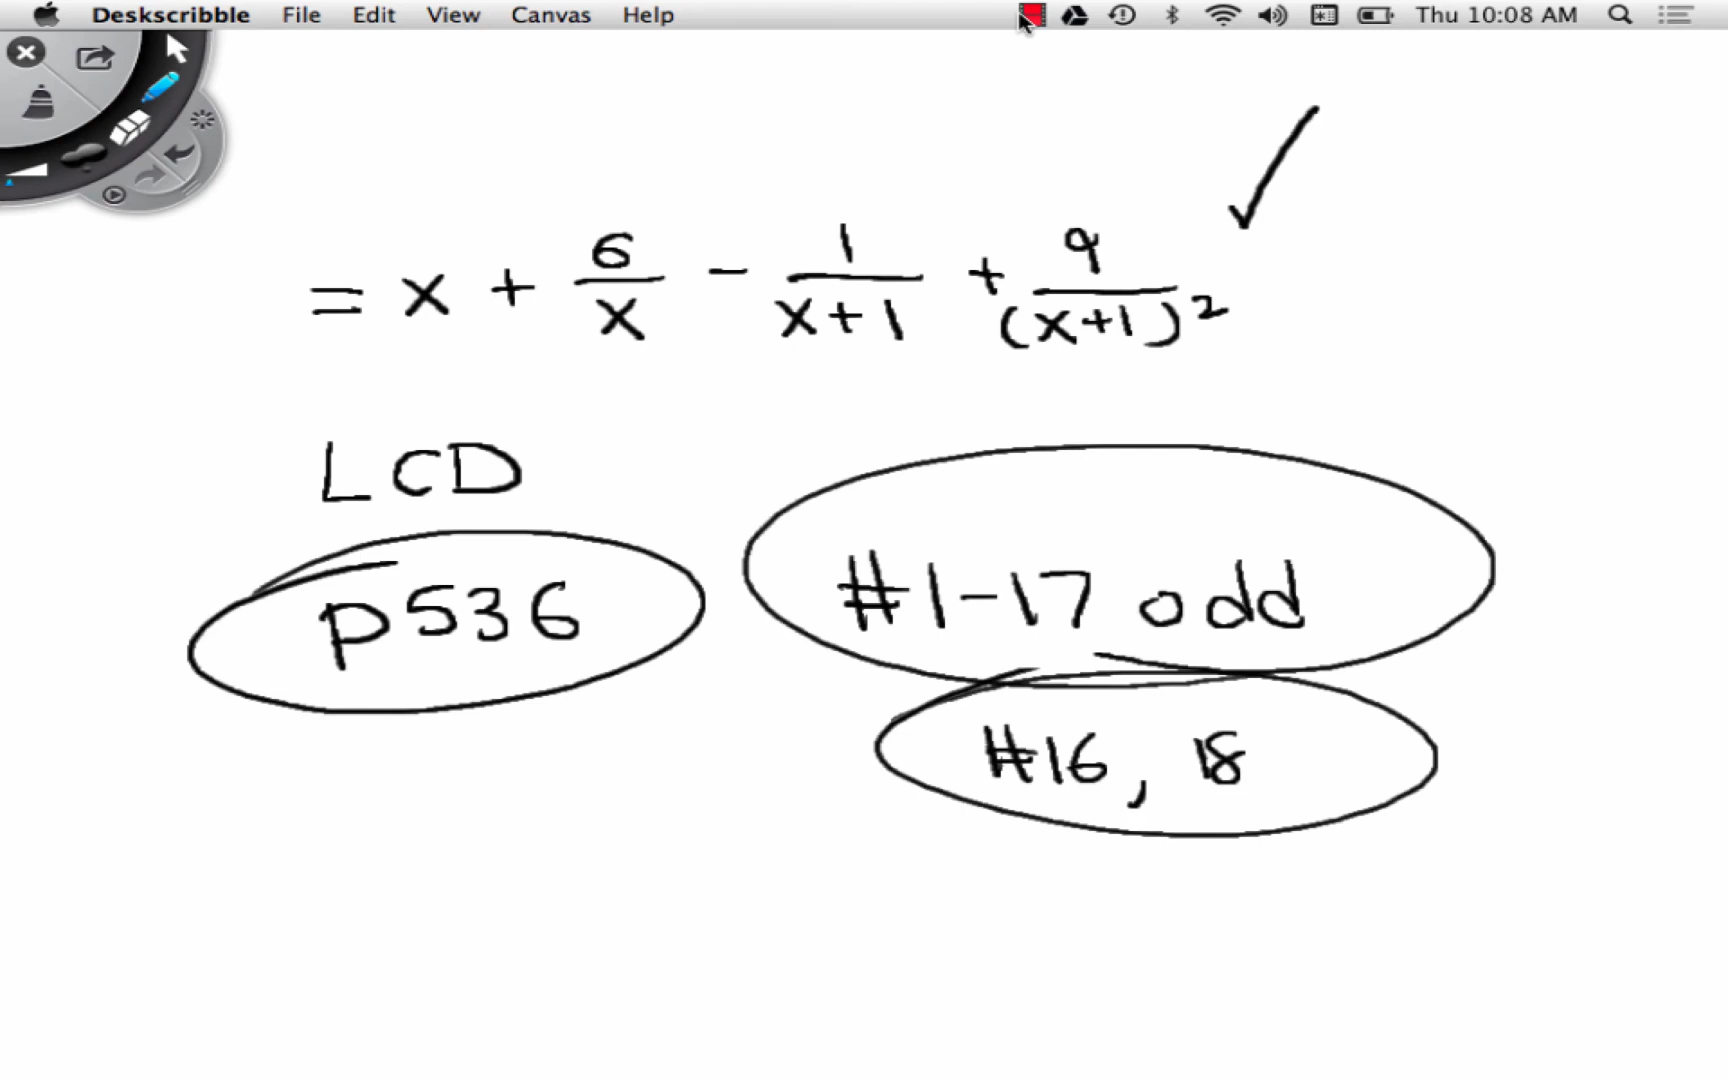 Deskscribble File Edit View Canvas Help Thu 10:08 AM
= x + 6/x - 1/(x+1) + 9/(x+1)²
LCD
p536 #1-17 odd
#16, 18